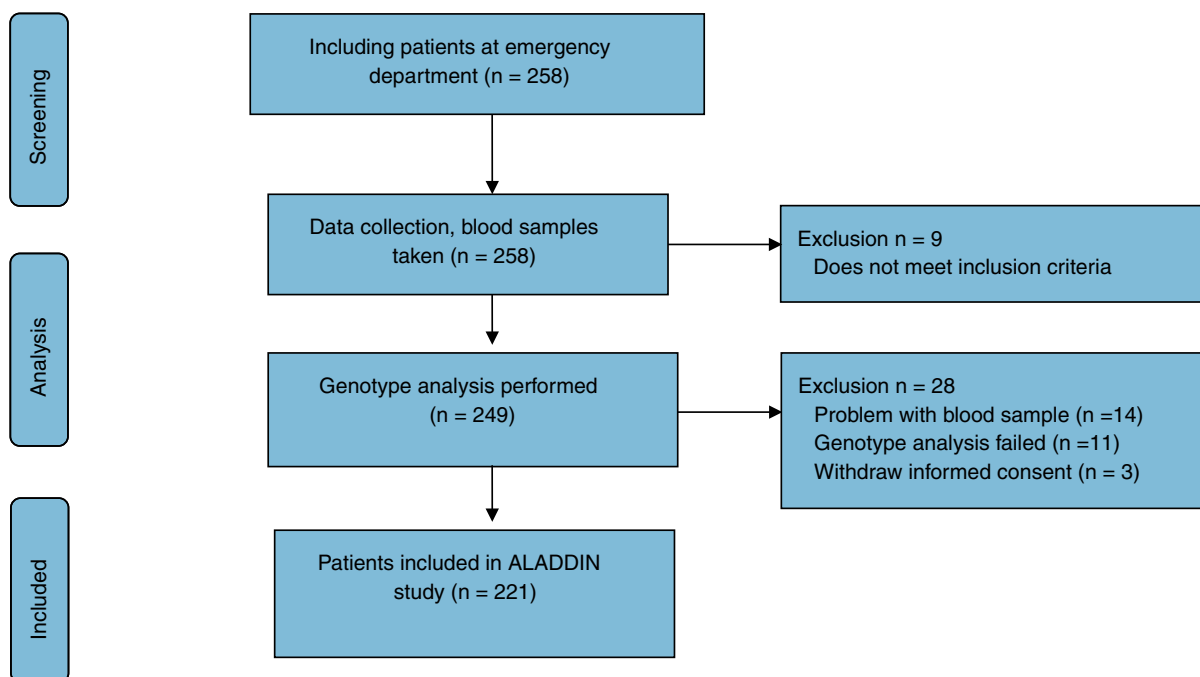 Screening
Including patients at emergency
department (n = 258)
Data collection, blood samples
taken (n = 258)
Exclusion n = 9
Does not meet inclusion criteria
Analysis
Genotype analysis performed
(n = 249)
Exclusion n = 28
Problem with blood sample (n =14)
Genotype analysis failed (n =11)
Withdraw informed consent (n = 3)
Included
Patients included in ALADDIN
study (n = 221)